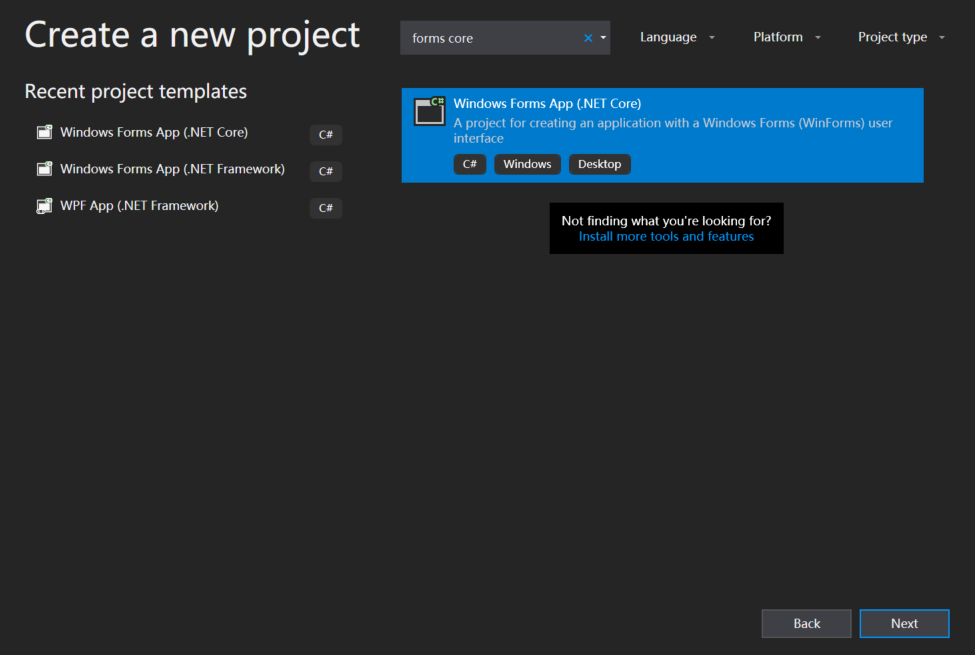 Create a new project
forms core
Language
Platform
Project type
Recent project templates
Windows Forms App (.NET Core)
C#
Windows Forms App (.NET Framework)
C#
WPF App (.NET Framework)
C#
C#
Windows Forms App (.NET Core)
A project for creating an application with a Windows Forms (WinForms) user
interface
C#
Windows
Desktop
Not finding what you're looking for?
Install more tools and features
Back
Next